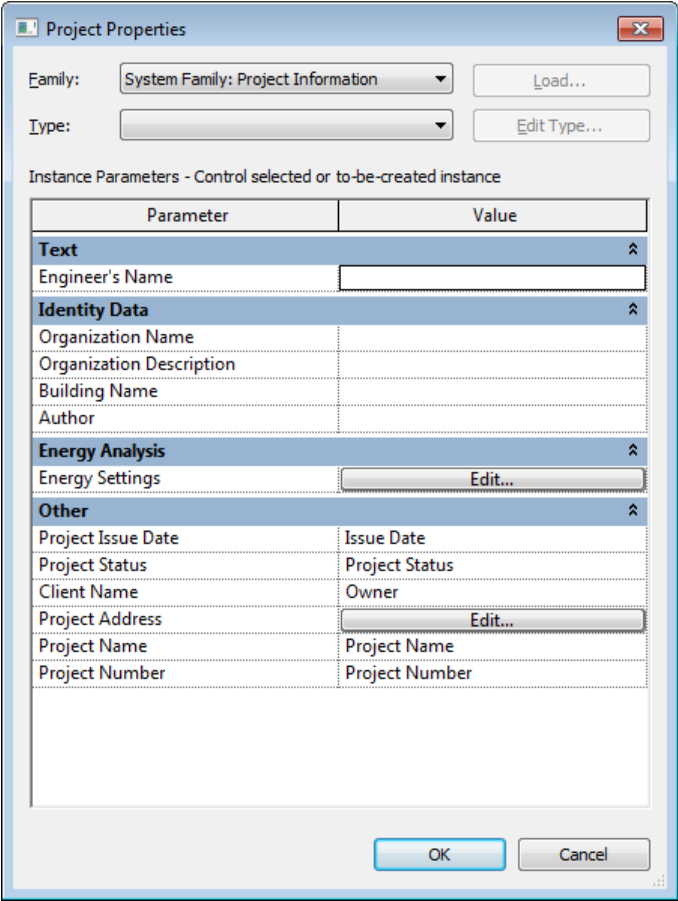 Project Properties
Family: System Family: Project Information Load...
Type: Edit Type...
Instance Parameters - Control selected or to-be-created instance
Parameter Value
Text
Engineer's Name
Identity Data
Organization Name
Organization Description
Building Name
Author
Energy Analysis
Energy Settings Edit...
Other
Project Issue Date Issue Date
Project Status Project Status
Client Name Owner
Project Address Edit...
Project Name Project Name
Project Number Project Number
OK Cancel